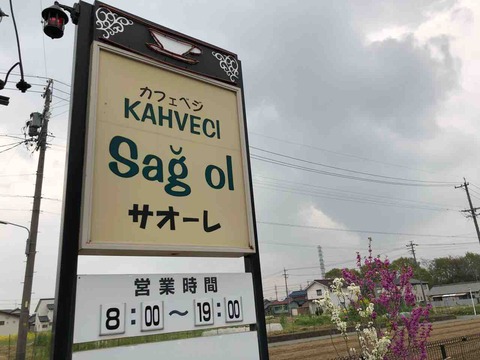 カフェベジ
KAHVECI
Sağ ol
サオーレ
営業時間
8:00～19:00